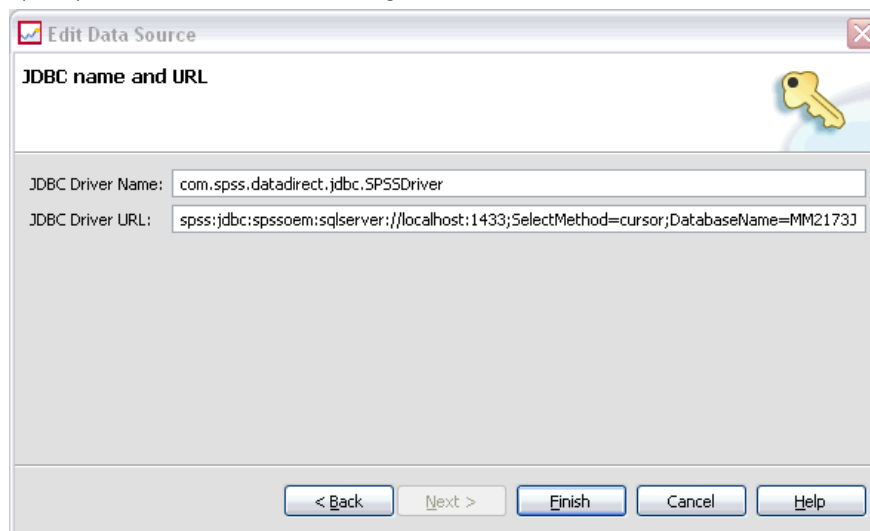 Edit Data Source
JDBC name and URL
JDBC Driver Name: com.spss.datadirect.jdbc.SPSSDriver
JDBC Driver URL: spss:jdbc:spssoem:sqlserver://localhost:1433;SelectMethod=cursor;DatabaseName=MM2173J
< Back Next > Finish Cancel Help